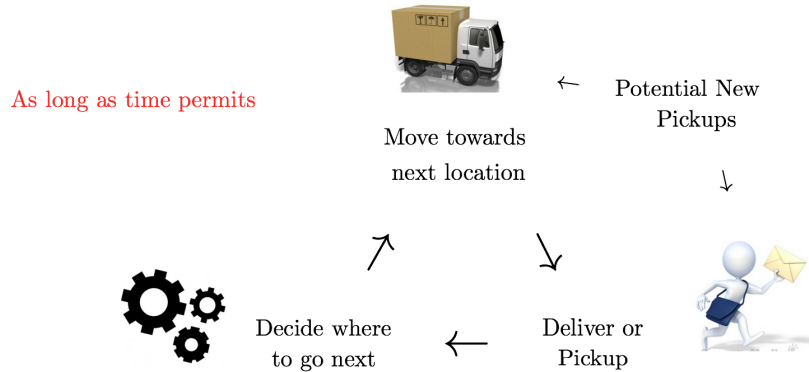 As long as time permits
Potential New
Pickups
Move towards
next location
Decide where
to go next
Deliver or
Pickup